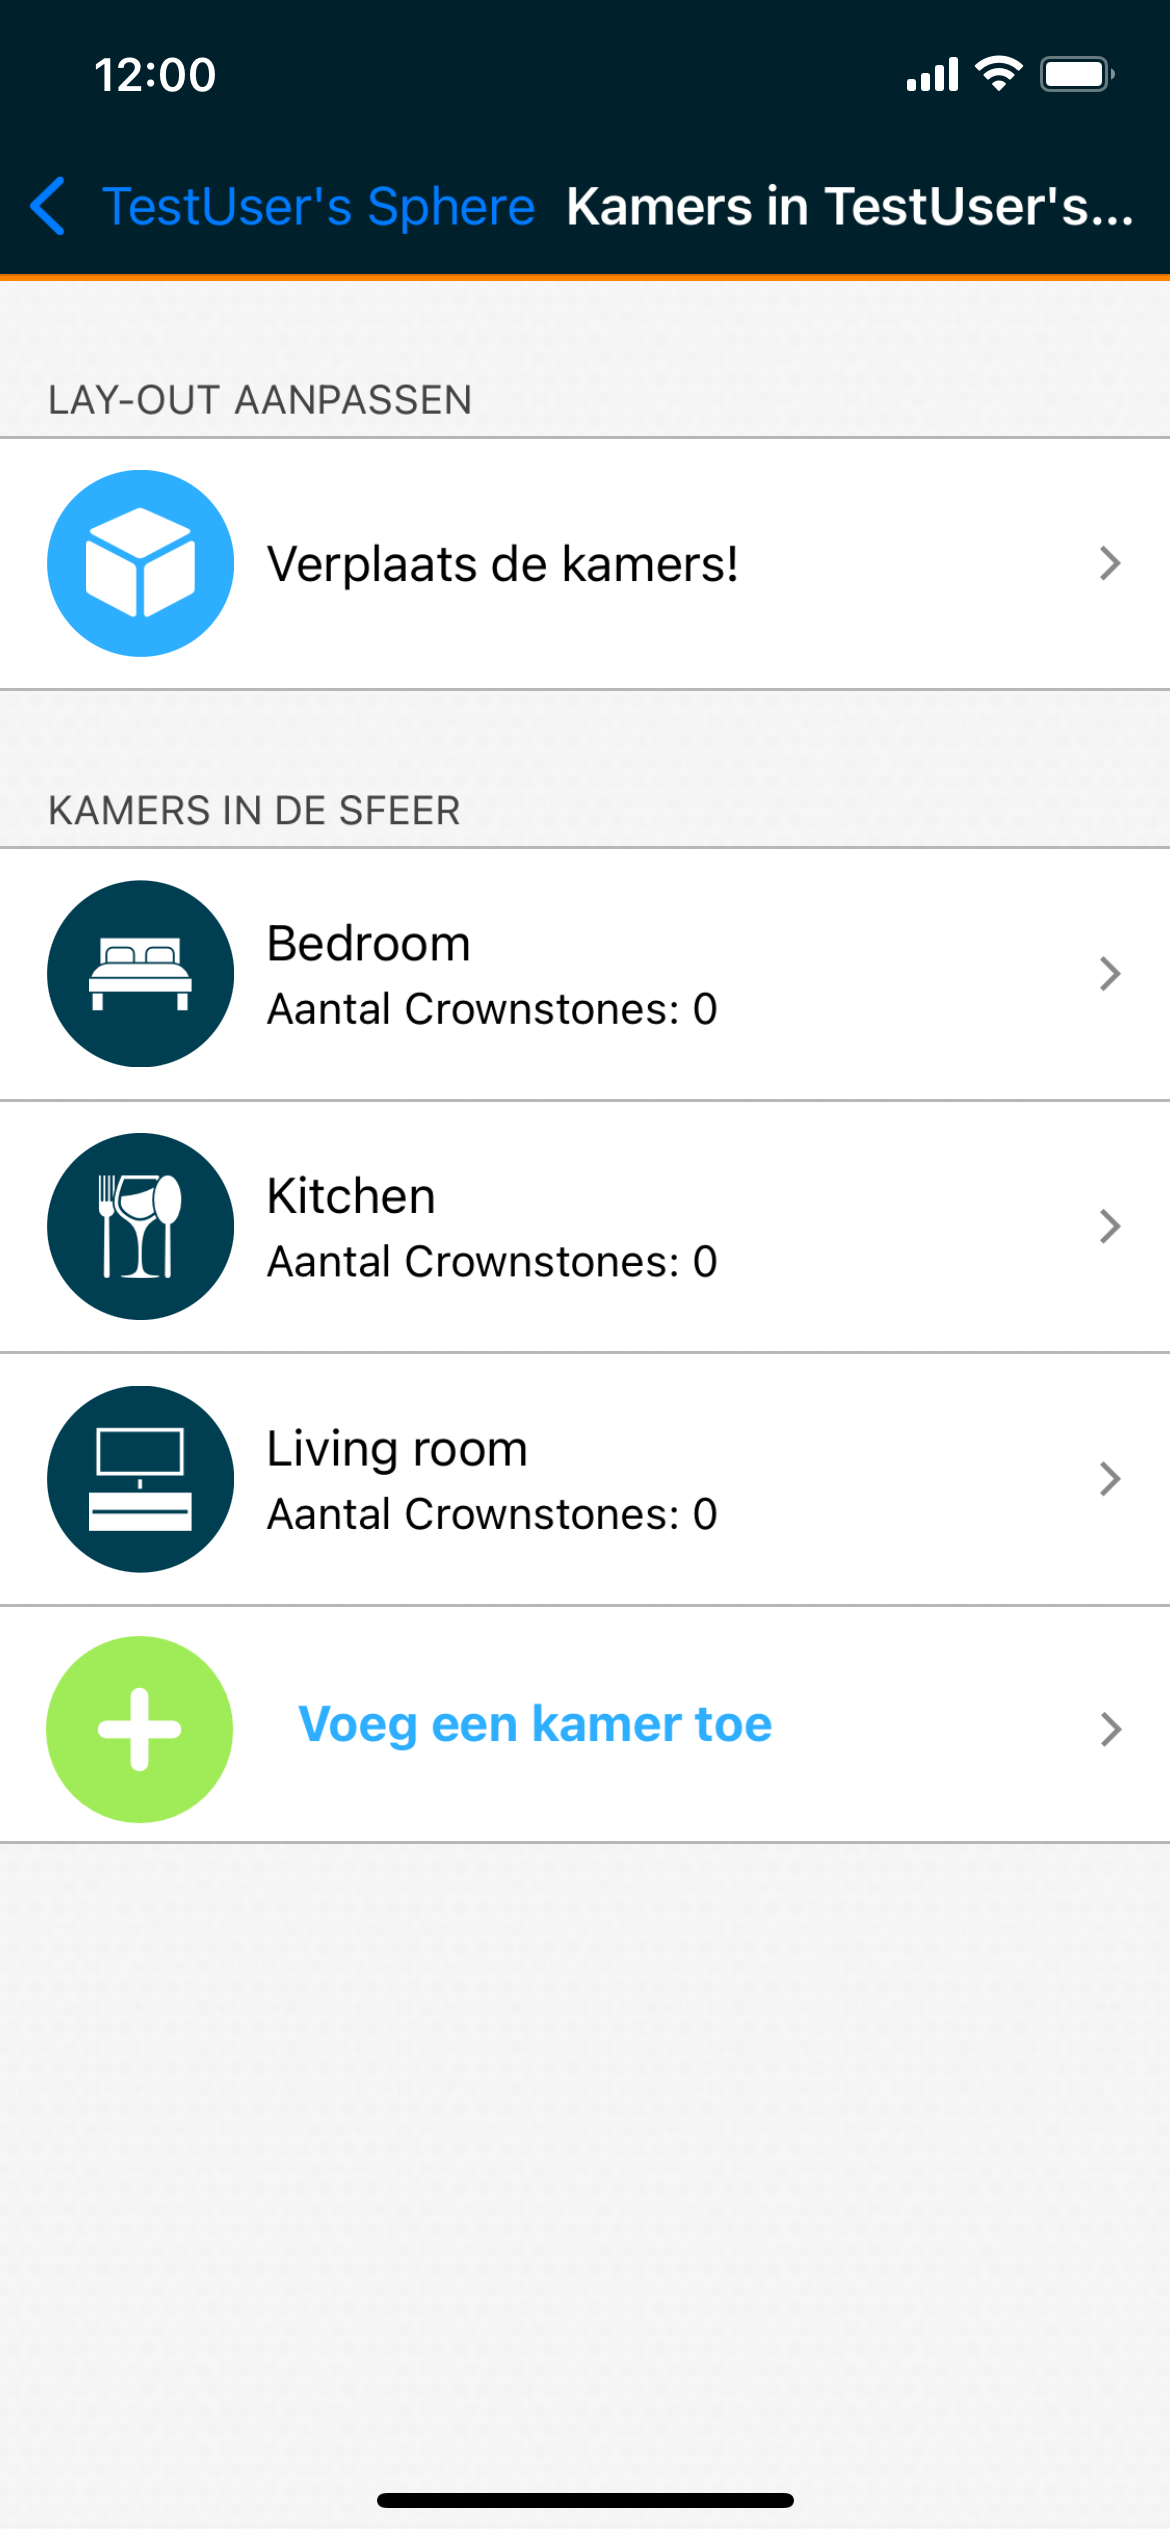 12:00
TestUser's Sphere Kamers in TestUser's...
LAY-OUT AANPASSEN
Verplaats de kamers!
KAMERS IN DE SFEER
Bedroom
Aantal Crownstones: 0
Kitchen
Aantal Crownstones: 0
Living room
Aantal Crownstones: 0
Voeg een kamer toe